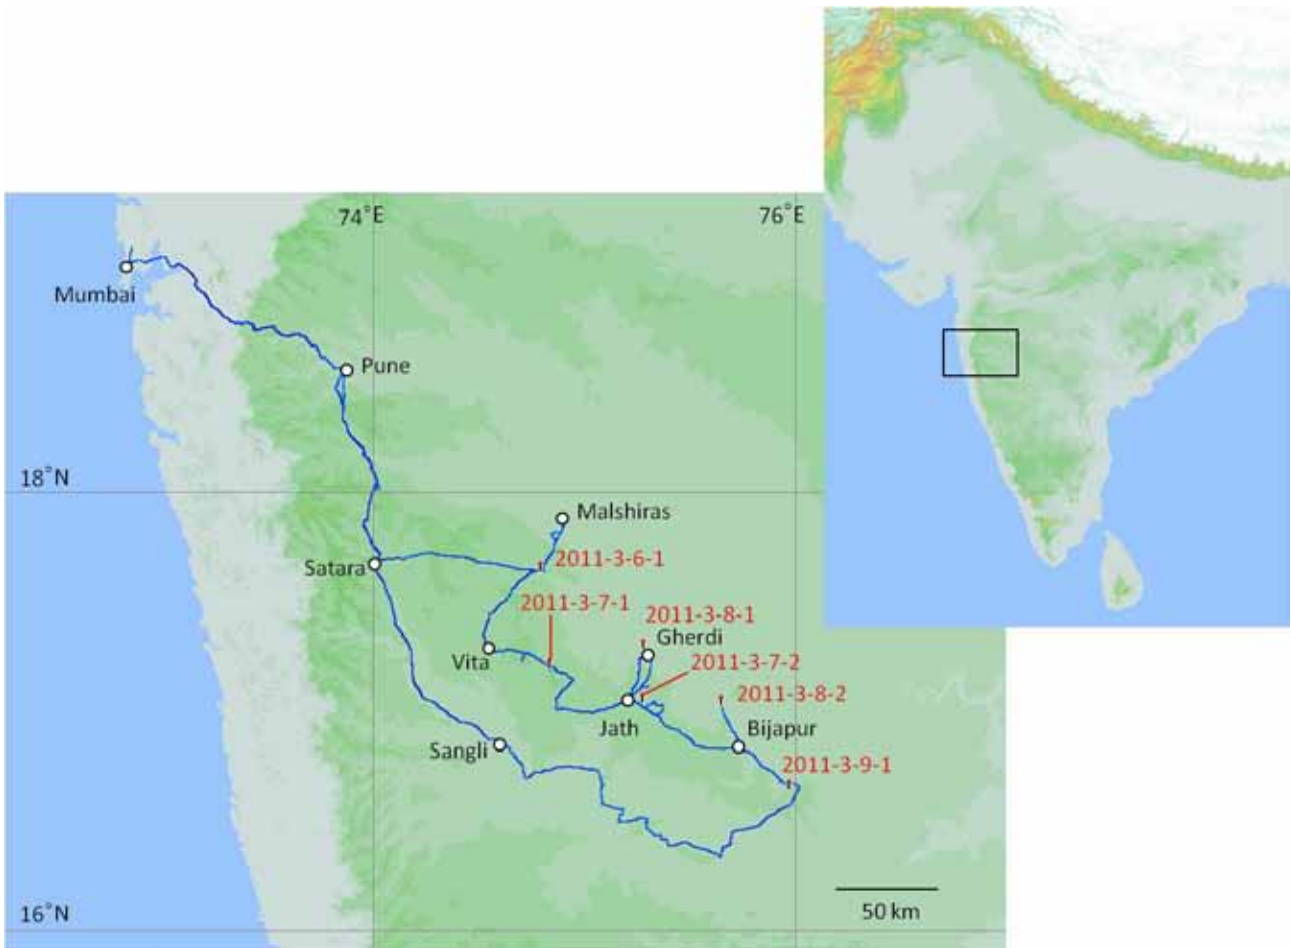 74°E
76°E
Mumbai
Pune
18°N
Malshiras
2011-3-6-1
Satara
2011-3-7-1
2011-3-8-1
Gherdi
Vita
2011-3-7-2
2011-3-8-2
Jath
Bijapur
Sangli
2011-3-9-1
50 km
16°N